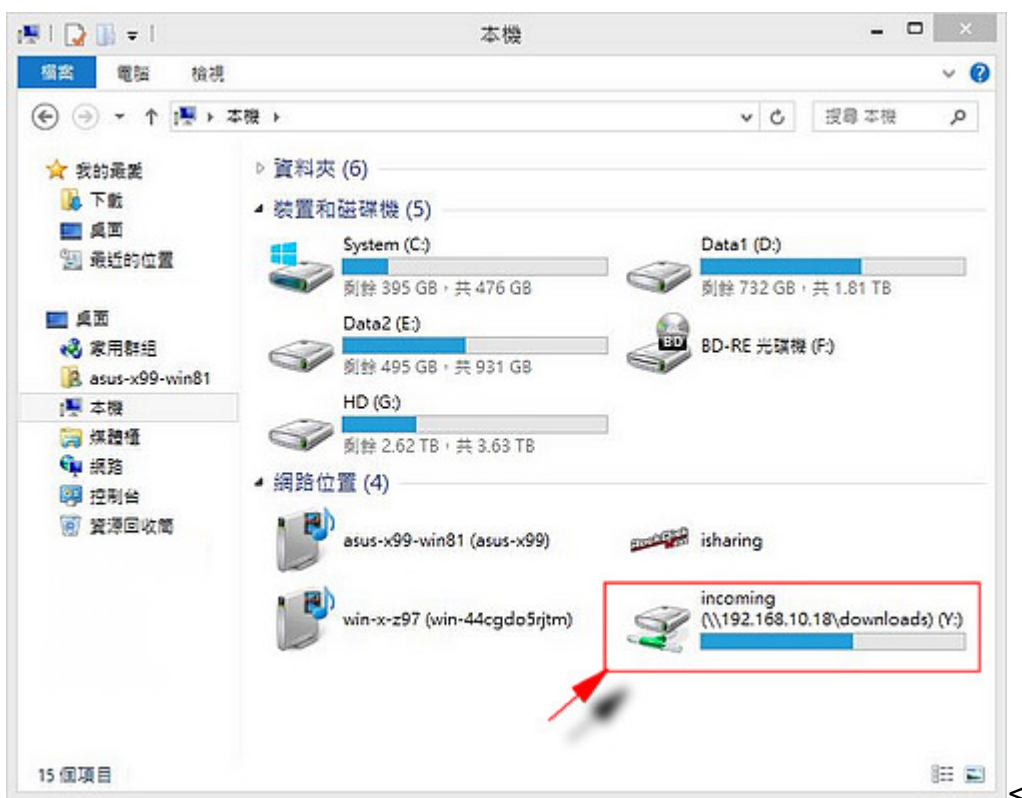 本機
檔案 電腦 檢視
本機
搜尋 本機
我的最愛
下載
桌面
最近的位置
桌面
家用群組
asus-x99-win81
本機
媒體櫃
網路
控制台
資源回收筒
資料夾 (6)
裝置和磁碟機 (5)
System (C:)
剩餘 395 GB，共 476 GB
Data1 (D:)
剩餘 732 GB，共 1.81 TB
Data2 (E:)
剩餘 495 GB，共 931 GB
BD
BD-RE 光碟機 (F:)
HD (G:)
剩餘 2.62 TB，共 3.63 TB
網路位置 (4)
asus-x99-win81 (asus-x99)
isharing
win-x-z97 (win-44cgdo5rjtm)
incoming
(\\192.168.10.18\downloads) (Y:)
15 個項目
<